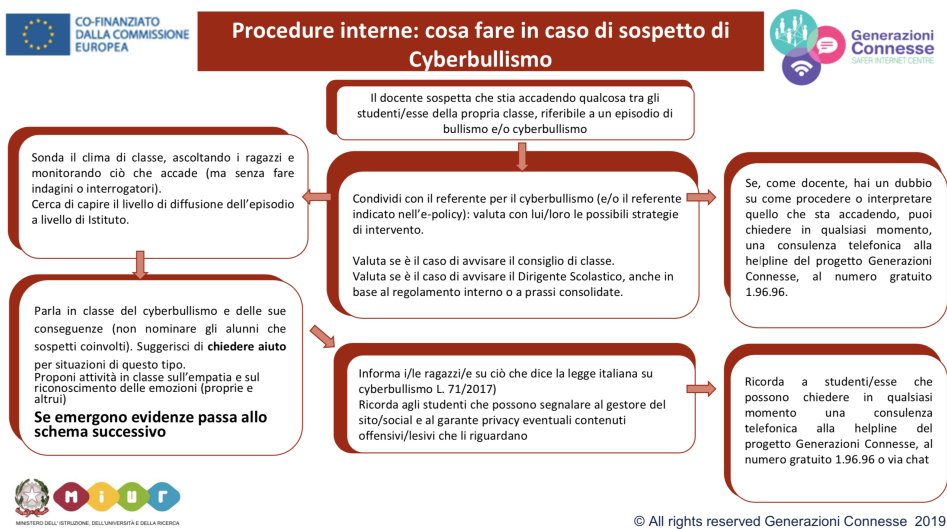 CO-FINANZIATO
DALLA COMMISSIONE
EUROPEA
Procedure interne: cosa fare in caso di sospetto di
Cyberbullismo
Generazioni
Connesse
SAFER INTERNET CENTRE
Il docente sospetta che stia accadendo qualcosa tra gli
studenti/esse della propria classe, riferibile a un episodio di
bullismo e/o cyberbullismo
Sonda il clima di classe, ascoltando i ragazzi e
monitorando ciò che accade (ma senza fare
indagini o interrogatori).
Cerca di capire il livello di diffusione dell'episodio
a livello di Istituto.
Condividi con il referente per il cyberbullismo (e/o il referente
indicato nell'e-policy): valuta con lui/loro le possibili strategie
di intervento.
Valuta se è il caso di avvisare il consiglio di classe.
Valuta se è il caso di avvisare il Dirigente Scolastico, anche in
base al regolamento interno o a prassi consolidate.
Se, come docente, hai un dubbio
su come procedere o interpretare
quello che sta accadendo, puoi
chiedere in qualsiasi momento,
una consulenza telefonica alla
helpline del progetto Generazioni
Connesse, al numero gratuito
1.96.96.
Parla in classe del cyberbullismo e delle sue
conseguenze (non nominare gli alunni che
sospetti coinvolti). Suggerisci di chiedere aiuto
per situazioni di questo tipo.
Proponi attività in classe sull'empatia e sul
riconoscimento delle emozioni (proprie e
altrui)
Se emergono evidenze passa allo
schema successivo
Informa i/le ragazzi/e su ciò che dice la legge italiana su
cyberbullismo L. 71/2017)
Ricorda agli studenti che possono segnalare al gestore del
sito/social e al garante privacy eventuali contenuti
offensivi/lesivi che li riguardano
Ricorda a studenti/esse che
possono chiedere in qualsiasi
momento una consulenza
telefonica alla helpline del
progetto Generazioni Connesse, al
numero gratuito 1.96.96 o via chat
miur
MINISTERO DELL' ISTRUZIONE, DELL'UNIVERSITÀ E DELLA RICERCA
© All rights reserved Generazioni Connesse 2019